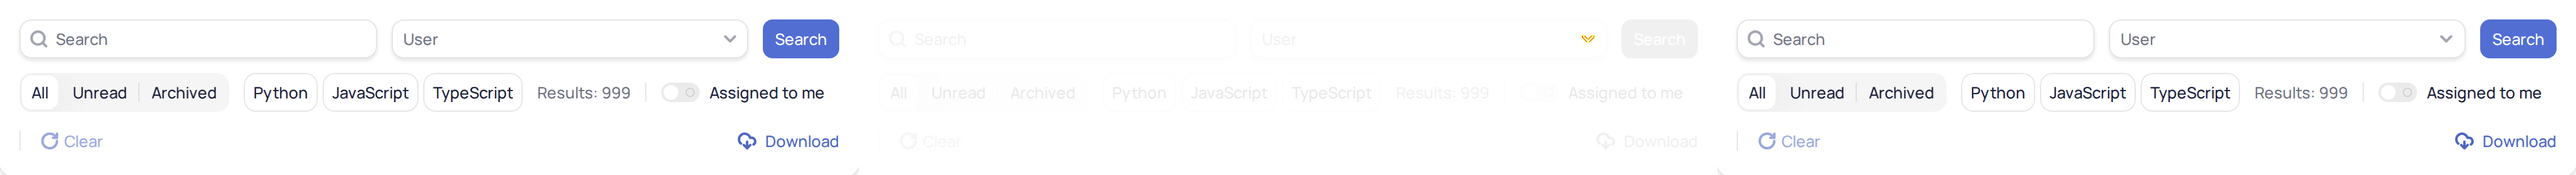 Search User Search
All Unread Archived Python JavaScript TypeScript Results: 999 Assigned to me
Clear Download
Search User Search
All Unread Archived Python JavaScript TypeScript Results: 999 Assigned to me
Clear Download
Search User Search
All Unread Archived Python JavaScript TypeScript Results: 999 Assigned to me
Clear Download